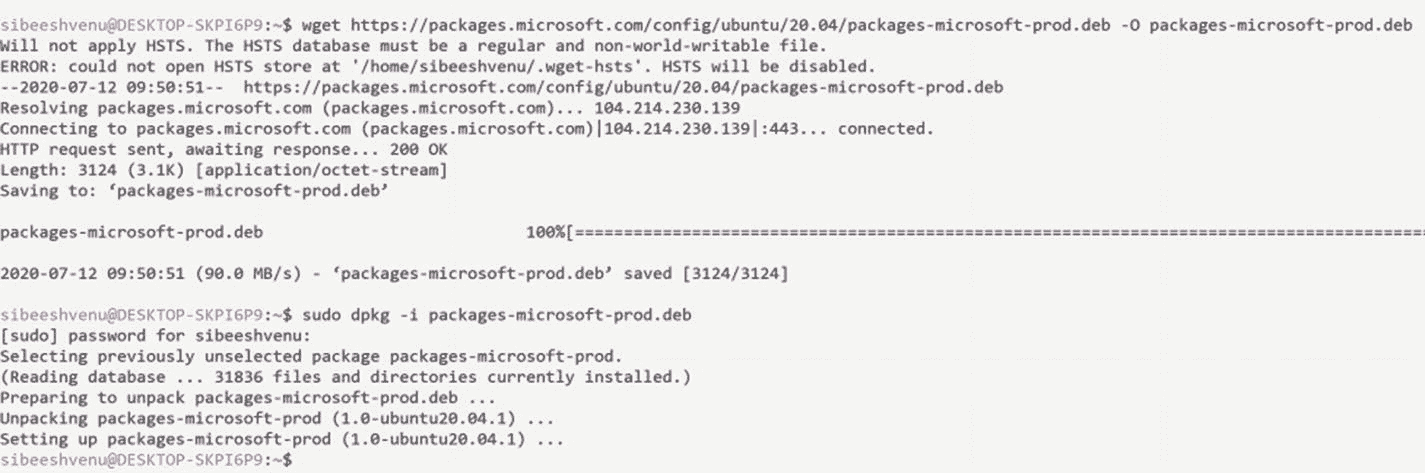 sibeeshvenu@DESKTOP-SKPI6P9:~$ wget https://packages.microsoft.com/config/ubuntu/20.04/packages-microsoft-prod.deb -O packages-microsoft-prod.deb
Will not apply HSTS. The HSTS database must be a regular and non-world-writable file.
ERROR: could not open HSTS store at '/home/sibeeshvenu/.wget-hsts'. HSTS will be disabled.
--2020-07-12 09:50:51--  https://packages.microsoft.com/config/ubuntu/20.04/packages-microsoft-prod.deb
Resolving packages.microsoft.com (packages.microsoft.com)... 104.214.230.139
Connecting to packages.microsoft.com (packages.microsoft.com)|104.214.230.139|:443... connected.
HTTP request sent, awaiting response... 200 OK
Length: 3124 (3.1K) [application/octet-stream]
Saving to: ‘packages-microsoft-prod.deb’
packages-microsoft-prod.deb 100%[======================================================================================
2020-07-12 09:50:51 (90.0 MB/s) - ‘packages-microsoft-prod.deb’ saved [3124/3124]
sibeeshvenu@DESKTOP-SKPI6P9:~$ sudo dpkg -i packages-microsoft-prod.deb
[sudo] password for sibeeshvenu:
Selecting previously unselected package packages-microsoft-prod.
(Reading database ... 31836 files and directories currently installed.)
Preparing to unpack packages-microsoft-prod.deb ...
Unpacking packages-microsoft-prod (1.0-ubuntu20.04.1) ...
Setting up packages-microsoft-prod (1.0-ubuntu20.04.1) ...
sibeeshvenu@DESKTOP-SKPI6P9:~$